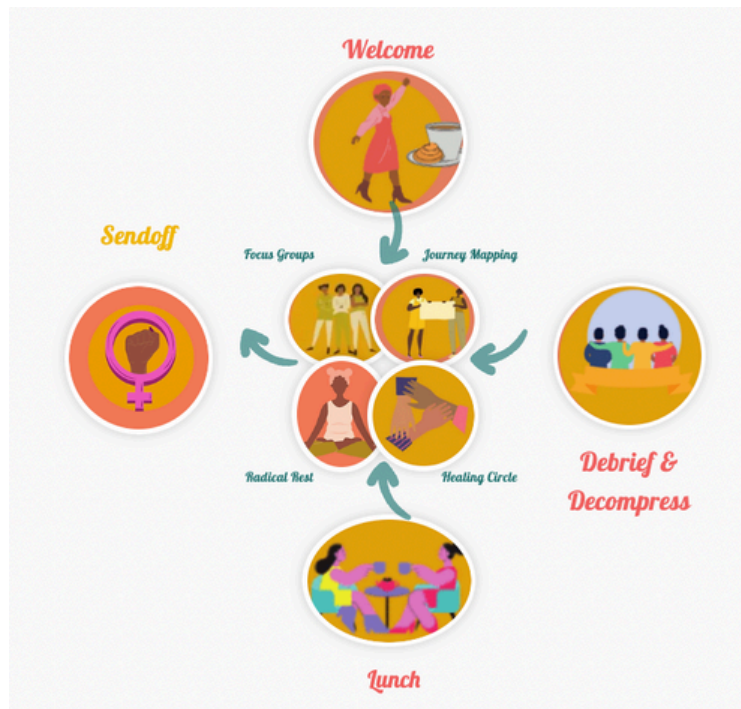 Welcome
Sendoff
Focus Groups
Journey Mapping
Radical Rest
Healing Circle
Debrief &
Decompress
Lunch